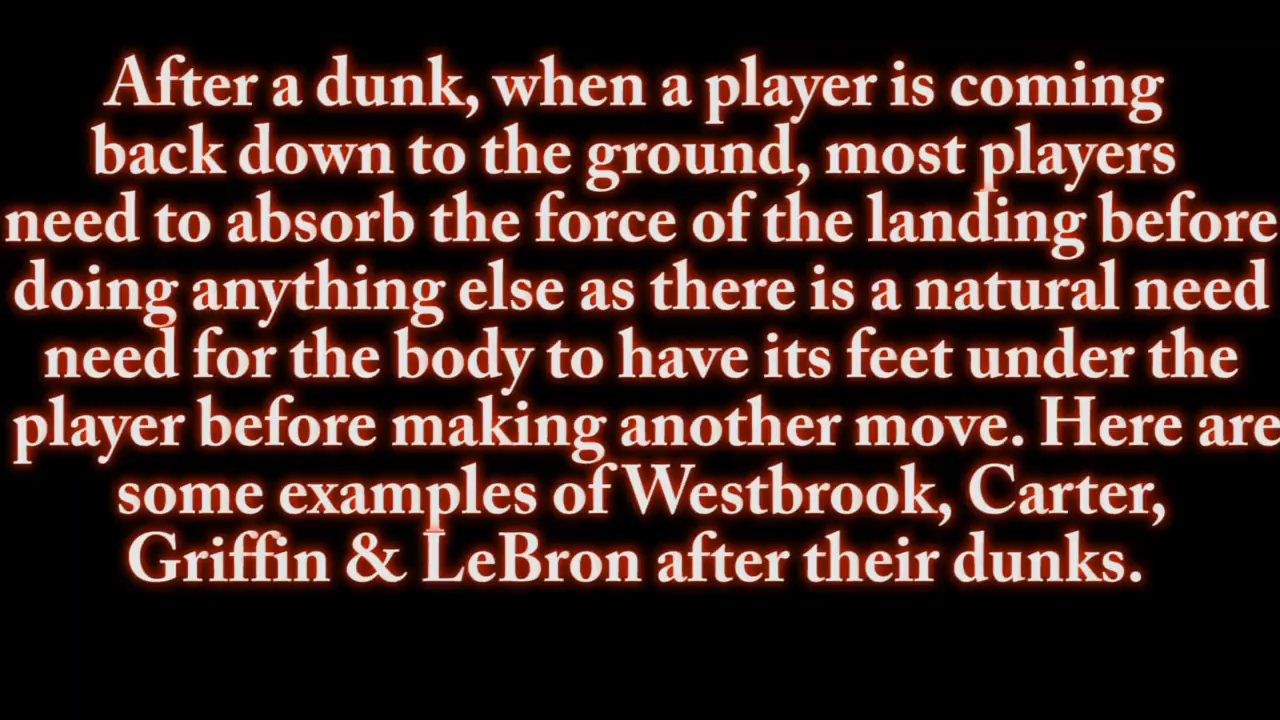 After a dunk, when a player is coming
back down to the ground, most players
need to absorb the force of the landing before
doing anything else as there is a natural need
need for the body to have its feet under the
player before making another move. Here are
some examples of Westbrook, Carter,
Griffin & LeBron after their dunks.